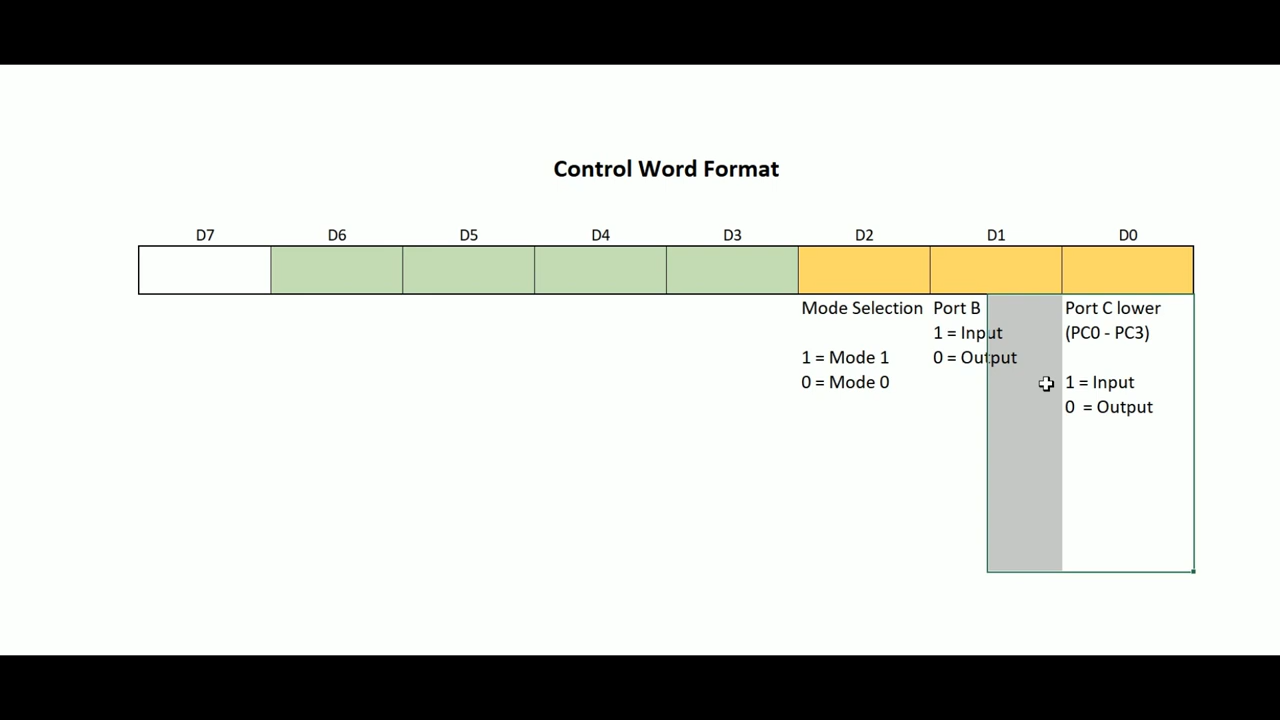 Control Word Format
D7 D6 D5 D4 D3 D2 D1 D0
Mode Selection
1 = Mode 1
0 = Mode 0
Port B
1 = Input
0 = Output
Port C lower
(PC0 - PC3)
1 = Input
0 = Output